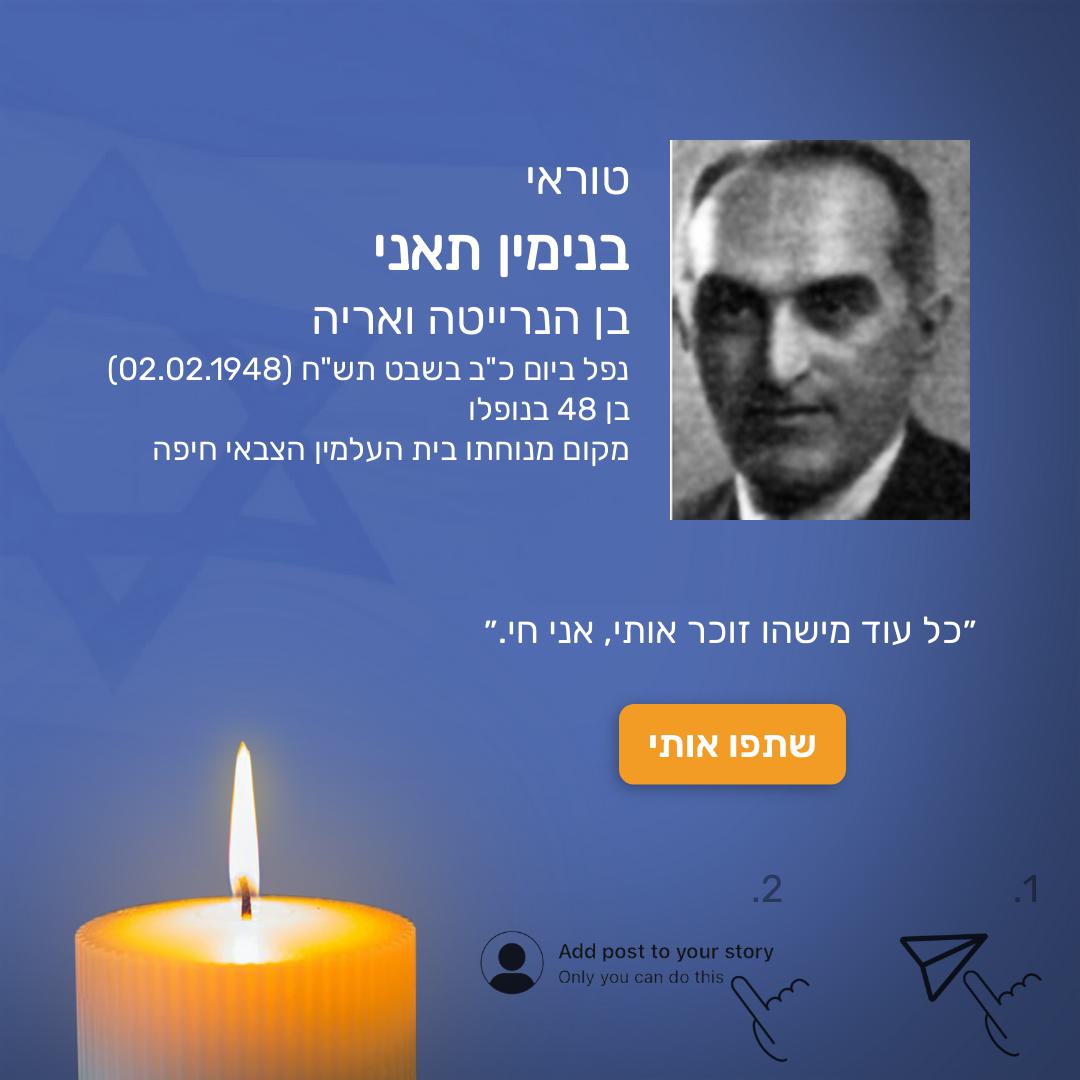 טוראי
בנימין תאני
בן הנרייטה ואריה
נפל ביום כ"ב בשבט תש"ח (02.02.1948)
בן 48 בנופלו
מקום מנוחתו בית העלמין הצבאי חיפה
״כל עוד מישהו זוכר אותי, אני חי.״
שתפו אותי
1.
2.
Add post to your story
Only you can do this